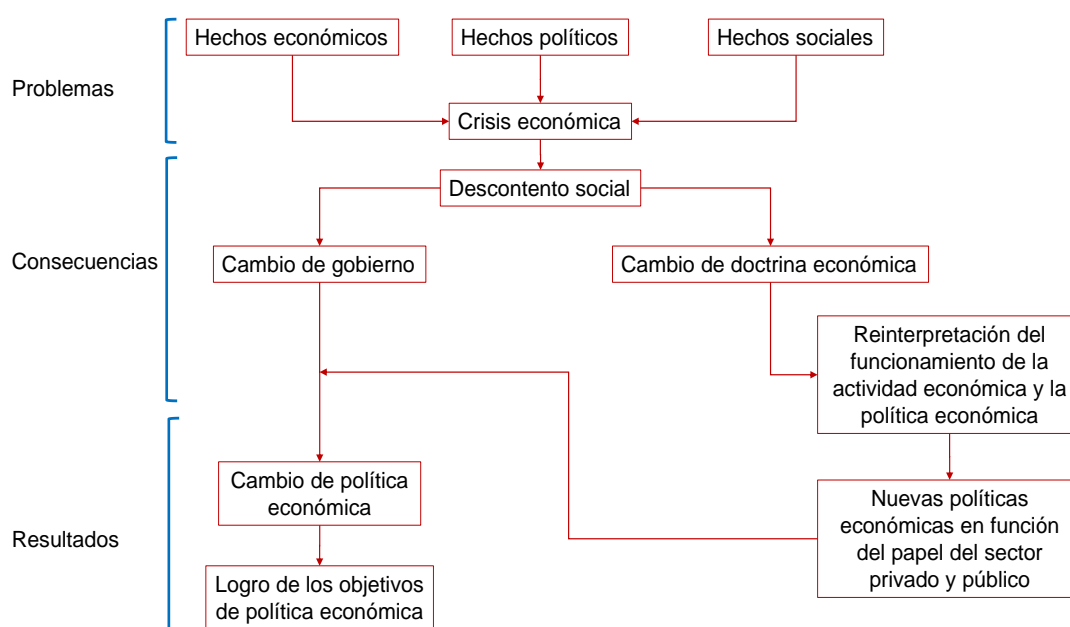 Hechos económicos
Hechos políticos
Hechos sociales
Problemas
Crisis económica
Descontento social
Consecuencias
Cambio de gobierno
Cambio de doctrina económica
Reinterpretación del
funcionamiento de la
actividad económica y la
política económica
Cambio de política
económica
Nuevas políticas
económicas en función
del papel del sector
privado y público
Resultados
Logro de los objetivos
de política económica